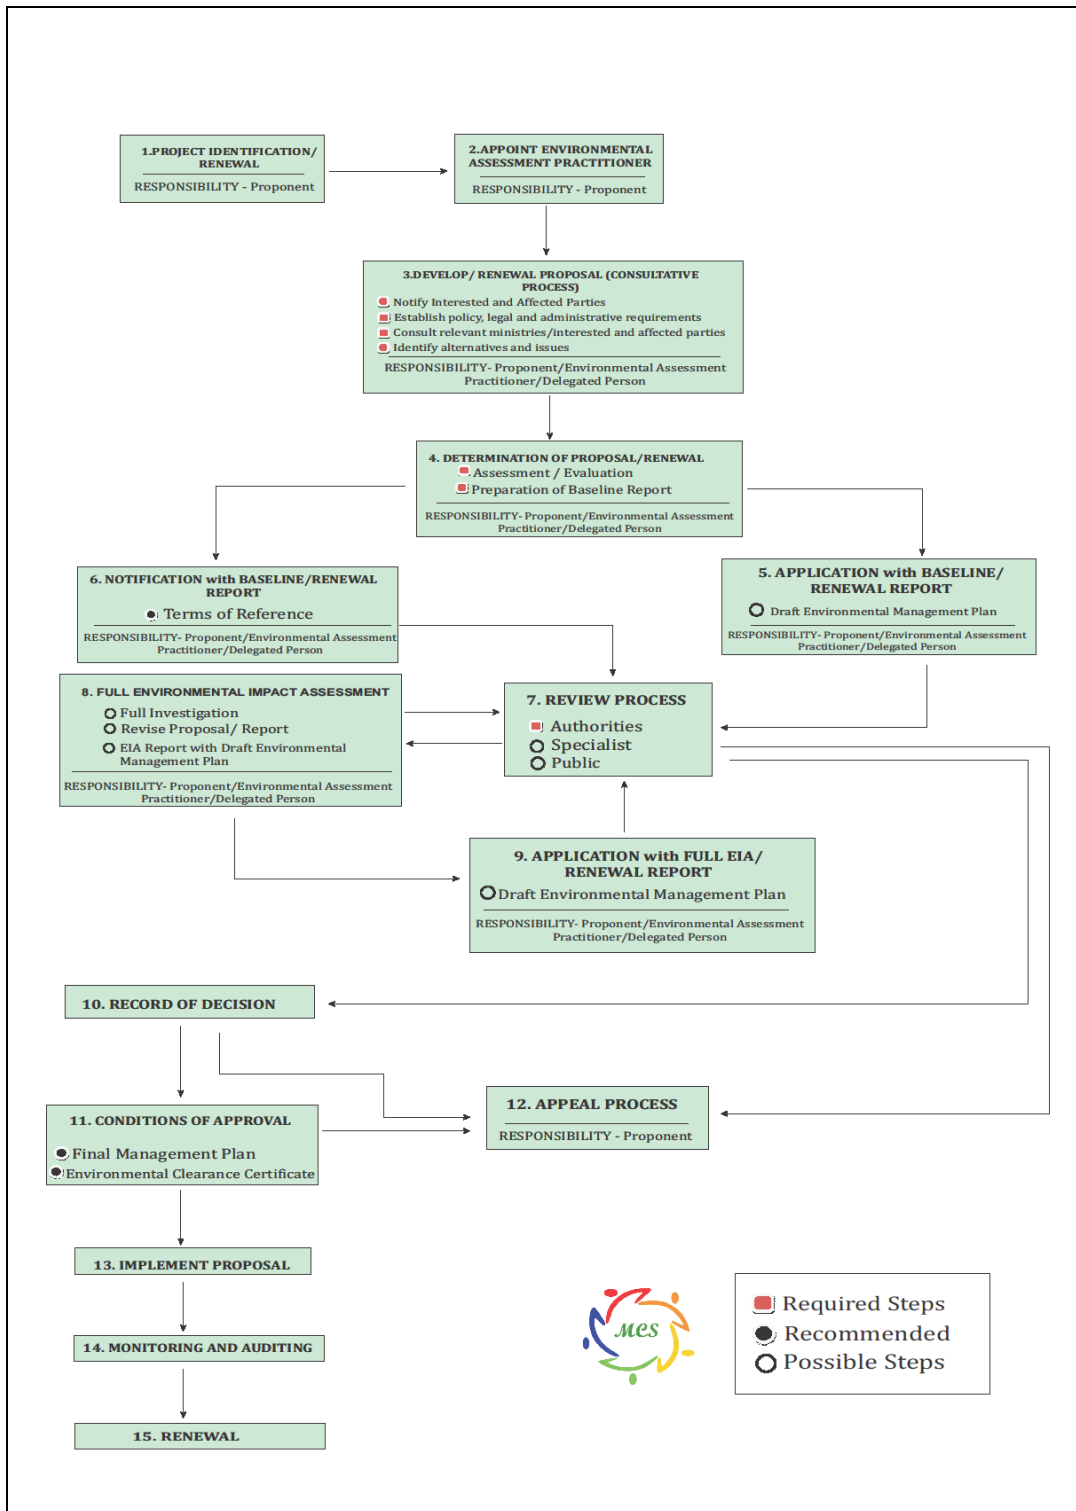 1.PROJECT IDENTIFICATION/
RENEWAL
RESPONSIBILITY - Proponent
2.APPOINT ENVIRONMENTAL
ASSESSMENT PRACTITIONER
RESPONSIBILITY - Proponent
3.DEVELOP/ RENEWAL PROPOSAL (CONSULTATIVE
PROCESS)
Notify Interested and Affected Parties
Establish policy, legal and administrative requirements
Consult relevant ministries/interested and affected parties
Identify alternatives and issues
RESPONSIBILITY- Proponent/Environmental Assessment
Practitioner/Delegated Person
4. DETERMINATION OF PROPOSAL/RENEWAL
Assessment / Evaluation
Preparation of Baseline Report
RESPONSIBILITY- Proponent/Environmental Assessment
Practitioner/Delegated Person
6. NOTIFICATION with BASELINE/RENEWAL
REPORT
Terms of Reference
RESPONSIBILITY- Proponent/Environmental Assessment
Practitioner/Delegated Person
5. APPLICATION with BASELINE/
RENEWAL REPORT
Draft Environmental Management Plan
RESPONSIBILITY- Proponent/Environmental Assessment
Practitioner/Delegated Person
8. FULL ENVIRONMENTAL IMPACT ASSESSMENT
Full Investigation
Revise Proposal/ Report
EIA Report with Draft Environmental
Management Plan
RESPONSIBILITY- Proponent/Environmental Assessment
Practitioner/Delegated Person
7. REVIEW PROCESS
Authorities
Specialist
Public
9. APPLICATION with FULL EIA/
RENEWAL REPORT
Draft Environmental Management Plan
RESPONSIBILITY- Proponent/Environmental Assessment
Practitioner/Delegated Person
10. RECORD OF DECISION
11. CONDITIONS OF APPROVAL
Final Management Plan
Environmental Clearance Certificate
12. APPEAL PROCESS
RESPONSIBILITY - Proponent
13. IMPLEMENT PROPOSAL
14. MONITORING AND AUDITING
15. RENEWAL
MCS
Required Steps
Recommended
Possible Steps